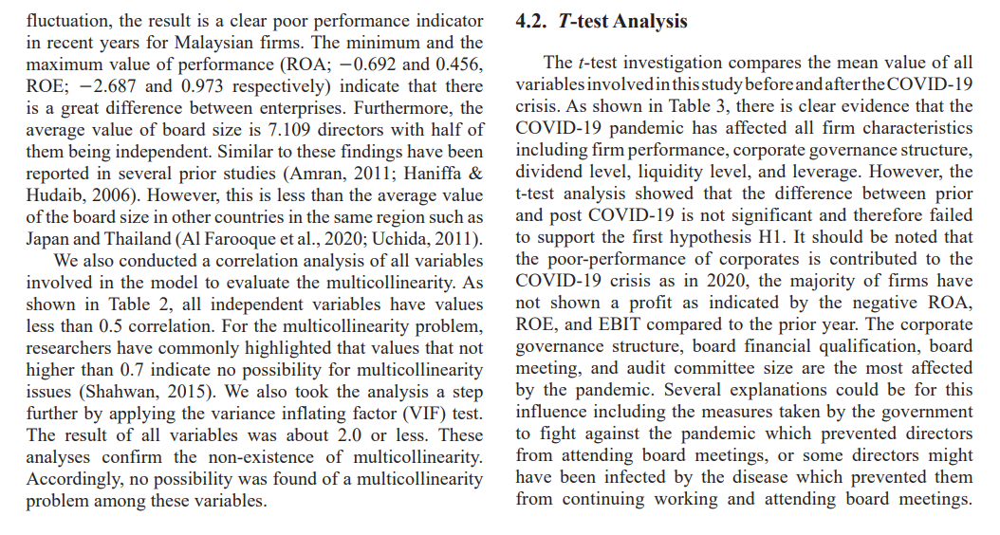 fluctuation, the result is a clear poor performance indicator
in recent years for Malaysian firms. The minimum and the
maximum value of performance (ROA; −0.692 and 0.456,
ROE; −2.687 and 0.973 respectively) indicate that there
is a great difference between enterprises. Furthermore, the
average value of board size is 7.109 directors with half of
them being independent. Similar to these findings have been
reported in several prior studies (Amran, 2011; Haniffa &
Hudaib, 2006). However, this is less than the average value
of the board size in other countries in the same region such as
Japan and Thailand (Al Farooque et al., 2020; Uchida, 2011).
We also conducted a correlation analysis of all variables
involved in the model to evaluate the multicollinearity. As
shown in Table 2, all independent variables have values
less than 0.5 correlation. For the multicollinearity problem,
researchers have commonly highlighted that values that not
higher than 0.7 indicate no possibility for multicollinearity
issues (Shahwan, 2015). We also took the analysis a step
further by applying the variance inflating factor (VIF) test.
The result of all variables was about 2.0 or less. These
analyses confirm the non-existence of multicollinearity.
Accordingly, no possibility was found of a multicollinearity
problem among these variables.
4.2. T-test Analysis
The t-test investigation compares the mean value of all
variables involved in this study before and after the COVID-19
crisis. As shown in Table 3, there is clear evidence that the
COVID-19 pandemic has affected all firm characteristics
including firm performance, corporate governance structure,
dividend level, liquidity level, and leverage. However, the
t-test analysis showed that the difference between prior
and post COVID-19 is not significant and therefore failed
to support the first hypothesis H1. It should be noted that
the poor-performance of corporates is contributed to the
COVID-19 crisis as in 2020, the majority of firms have
not shown a profit as indicated by the negative ROA,
ROE, and EBIT compared to the prior year. The corporate
governance structure, board financial qualification, board
meeting, and audit committee size are the most affected
by the pandemic. Several explanations could be for this
influence including the measures taken by the government
to fight against the pandemic which prevented directors
from attending board meetings, or some directors might
have been infected by the disease which prevented them
from continuing working and attending board meetings.